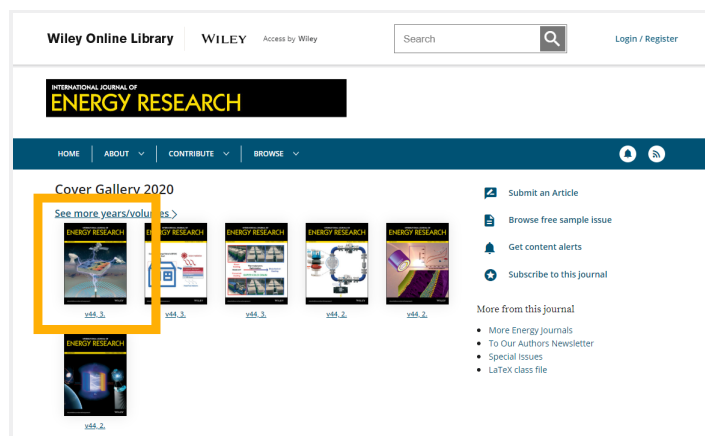 Wiley Online Library WILEY Access by Wiley Search Login / Register
INTERNATIONAL JOURNAL OF
ENERGY RESEARCH
HOME ABOUT CONTRIBUTE BROWSE
Cover Gallery 2020
See more years/volumes >
ENERGY RESEARCH ENERGY RESEARCH ENERGY RESEARCH ENERGY RESEARCH ENERGY RESEARCH
v44, 3. v44, 3. v44, 3. v44, 2. v44, 2.
ENERGY RESEARCH
v44, 2.
Submit an Article
Browse free sample issue
Get content alerts
Subscribe to this journal
More from this journal
More Energy Journals
To Our Authors Newsletter
Special Issues
LaTeX class file